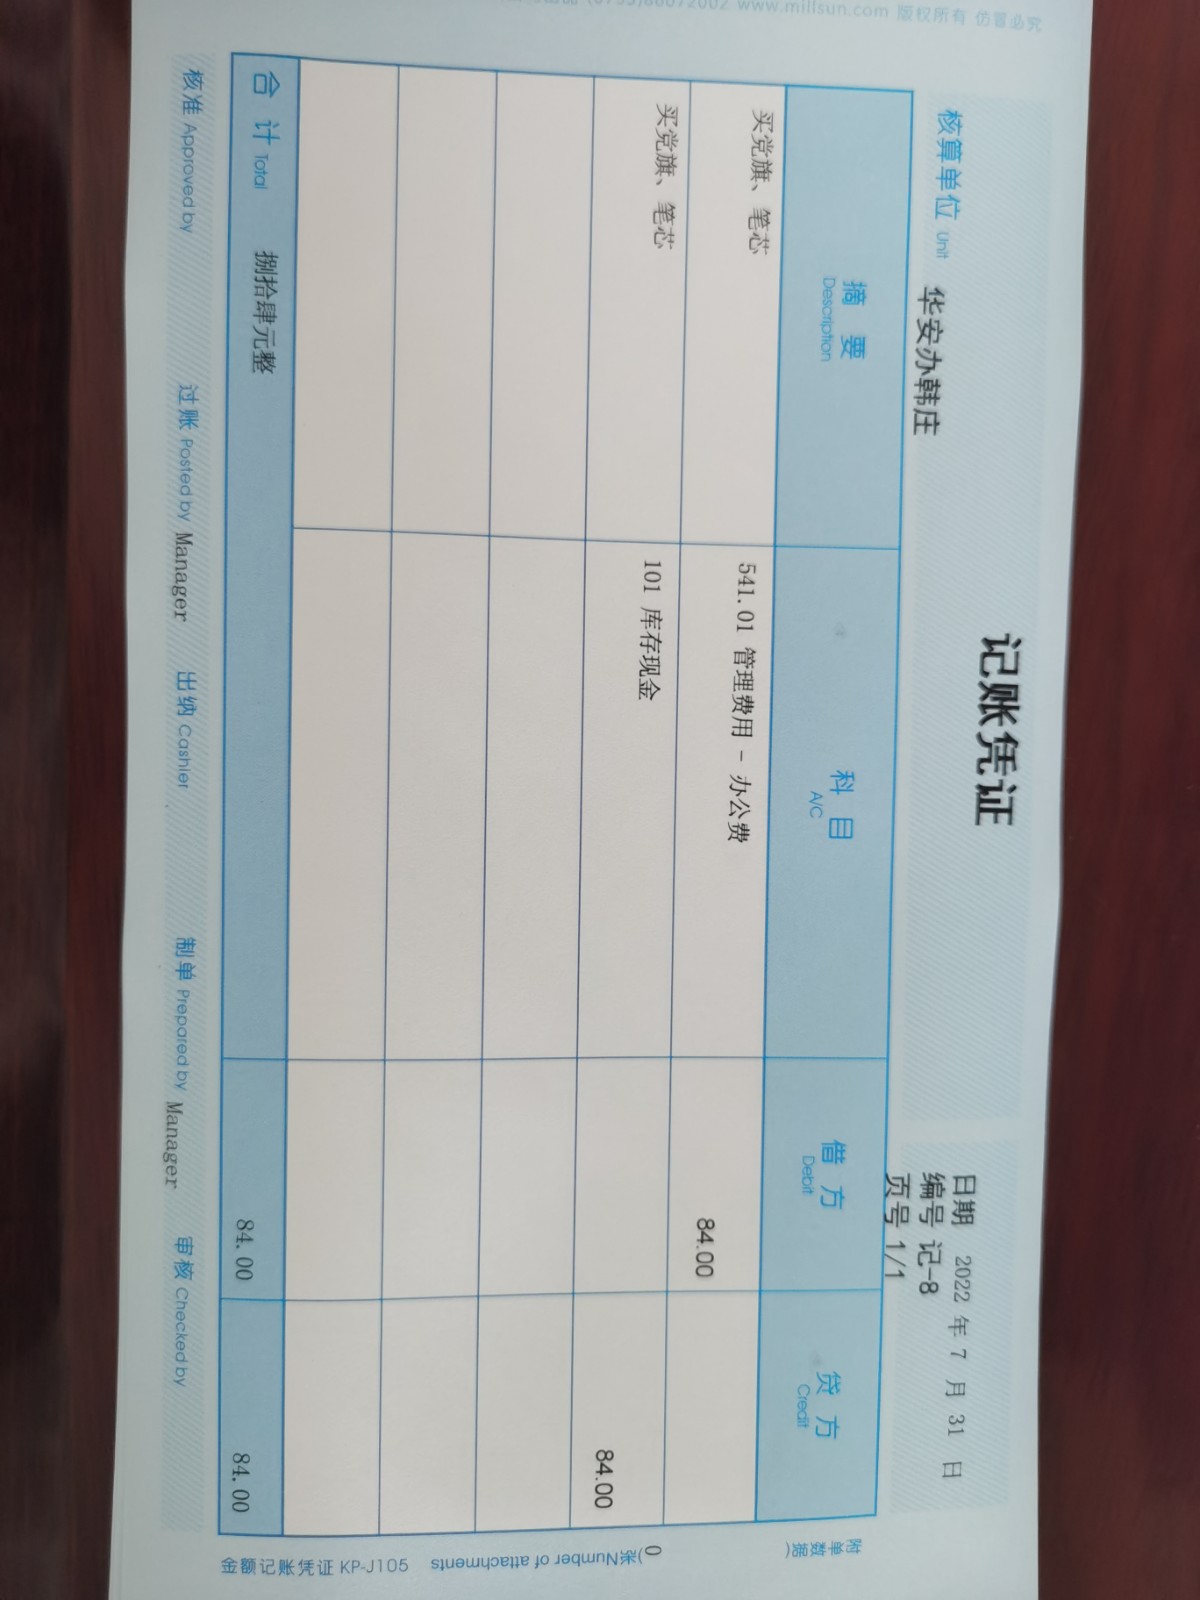 记账凭证
核算单位 Unit 华安办韩庄
日期 2022 年 7 月 31 日
编号 记-8
页号 1/1
摘 要 科 目 借 方 贷 方
Description A/C Debit Credit
买党旗、笔芯 541.01 管理费用 - 办公费 84.00
买党旗、笔芯 101 库存现金 84.00
合 计 Total 捌拾肆元整 84.00 84.00
核准 Approved by 过账 Posted by Manager 出纳 Cashier 制单 Prepared by Manager 审核 Checked by
附单数据( 0 )张 Number of attachments
金额记账凭证 KP-J105
(0755)86072002 www.millsun.com 版权所有 仿冒必究